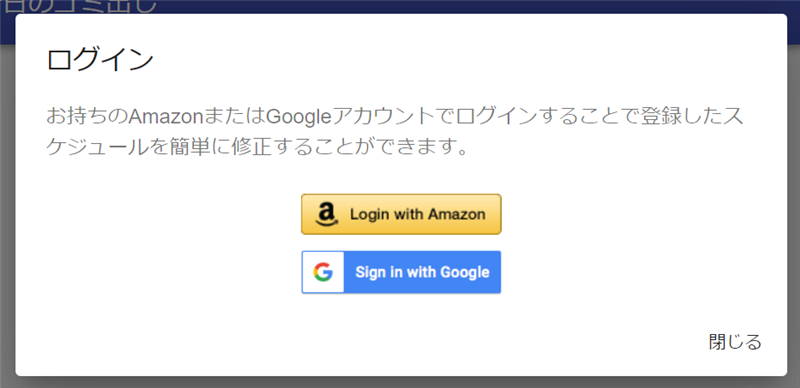 日のゴミ出し
ログイン
お持ちのAmazonまたはGoogleアカウントでログインすることで登録したス
ケジュールを簡単に修正することができます。
Login with Amazon
Sign in with Google
閉じる